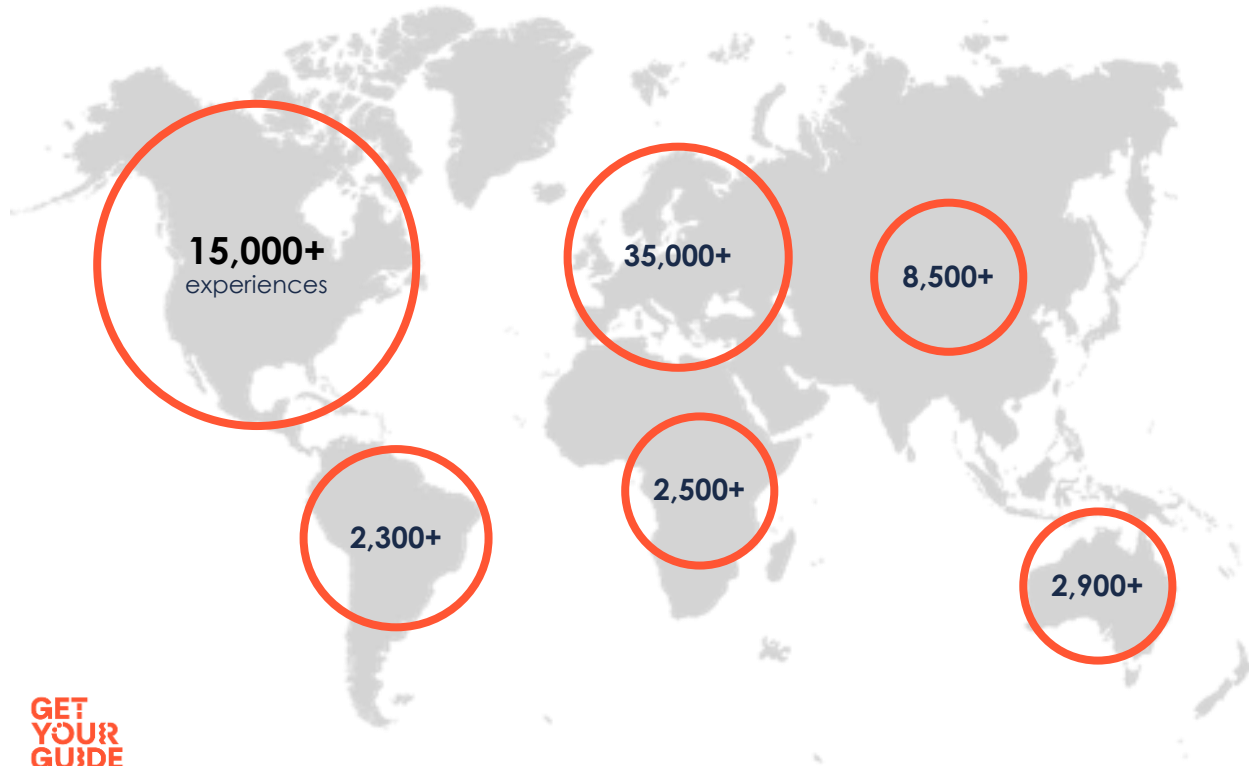 15,000+
experiences
35,000+
8,500+
2,500+
2,300+
2,900+
GET
YOUR
GUIDE